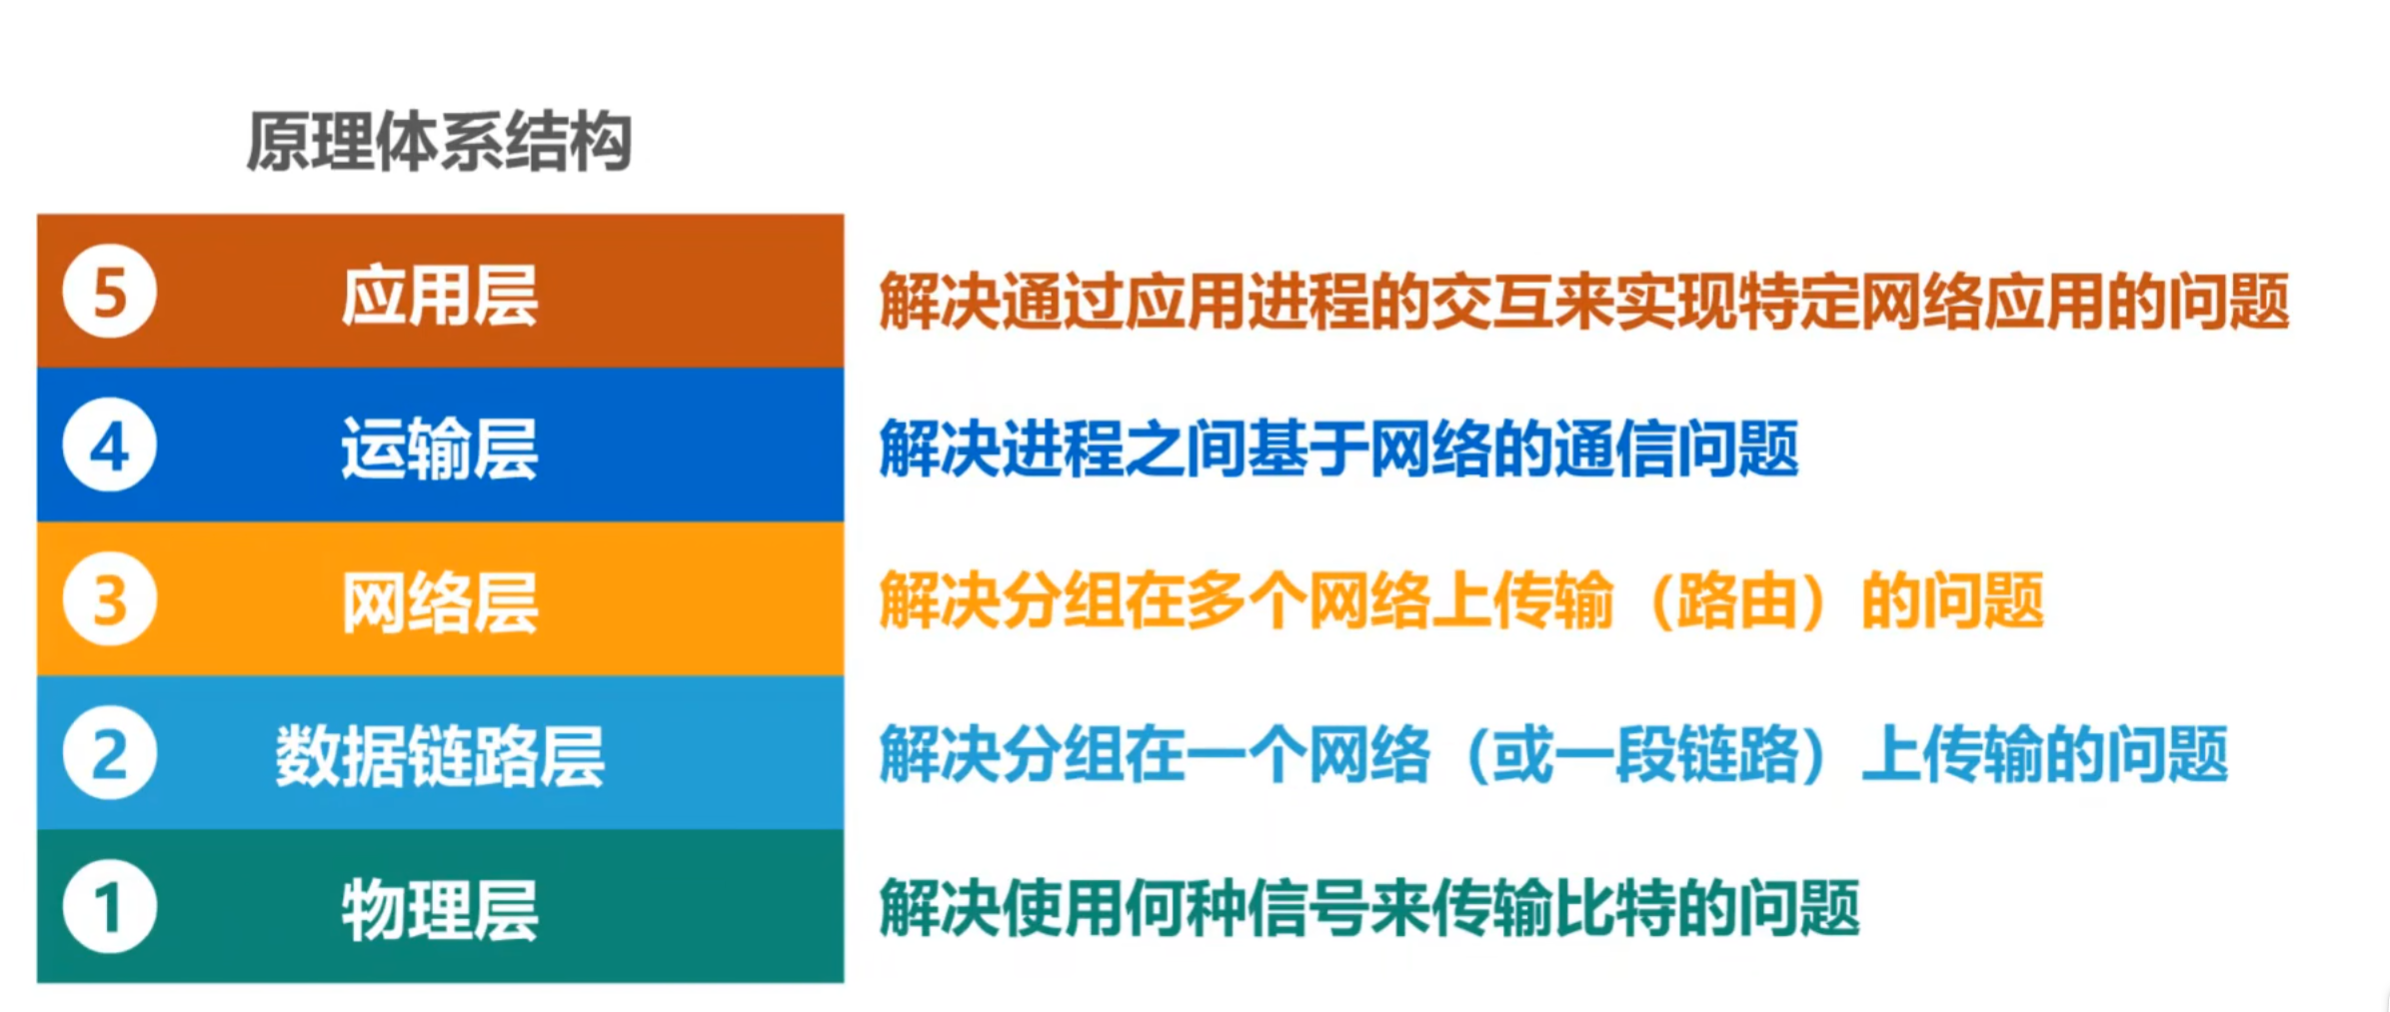 原理体系结构
5 应用层 解决通过应用进程的交互来实现特定网络应用的问题
4 运输层 解决进程之间基于网络的通信问题
3 网络层 解决分组在多个网络上传输（路由）的问题
2 数据链路层 解决分组在一个网络（或一段链路）上传输的问题
1 物理层 解决使用何种信号来传输比特的问题